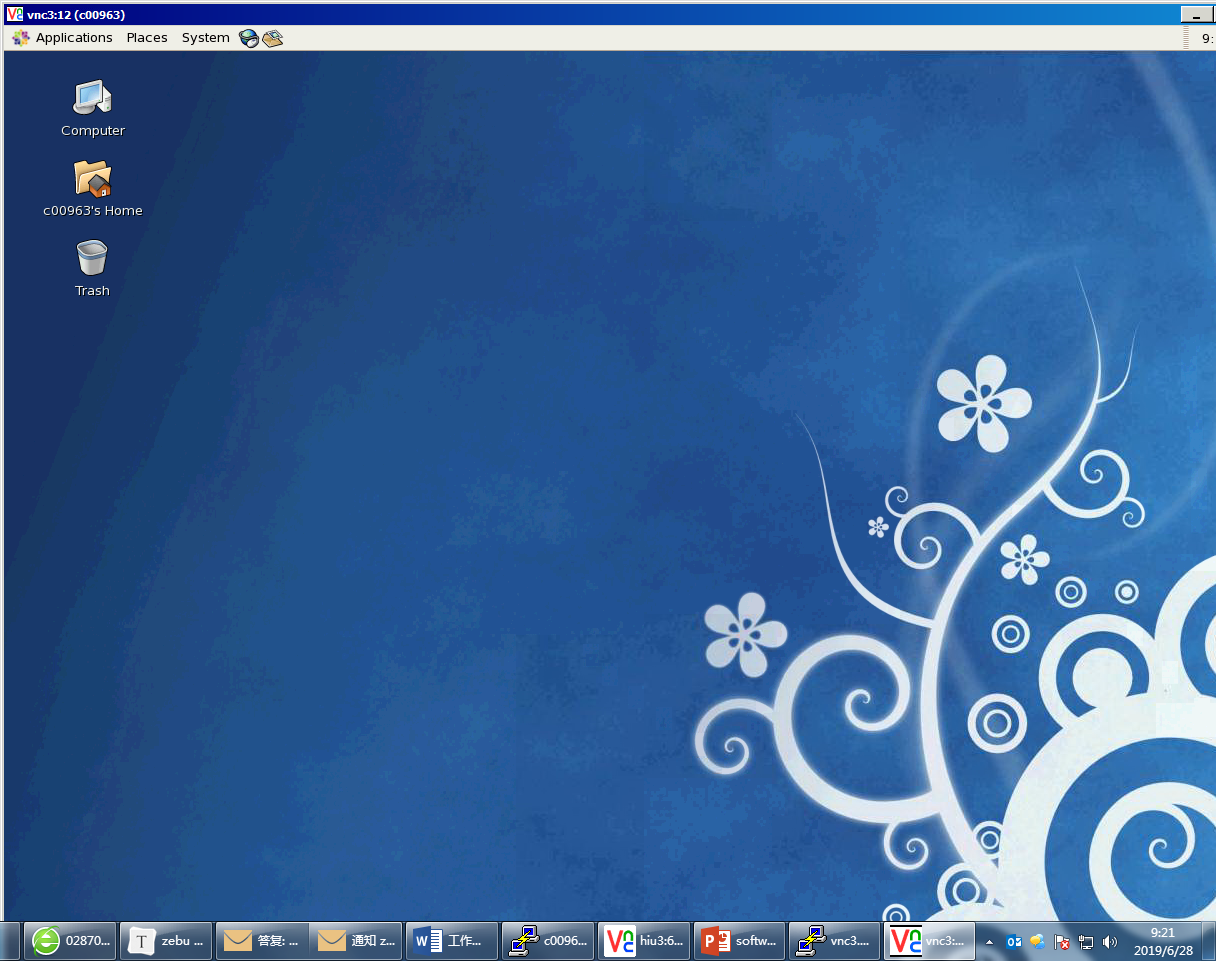 vnc3:12 (c00963)
Applications Places System 9:
Computer
c00963's Home
Trash
02870... zebu ... 答复: ... 通知 z... 工作... c0096... hiu3:6... softw... vnc3.... vnc3:...
9:21
2019/6/28